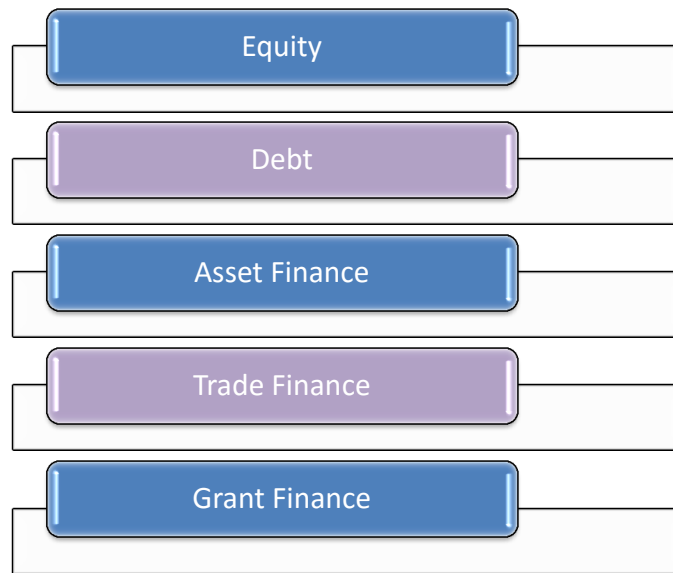 Equity
Debt
Asset Finance
Trade Finance
Grant Finance